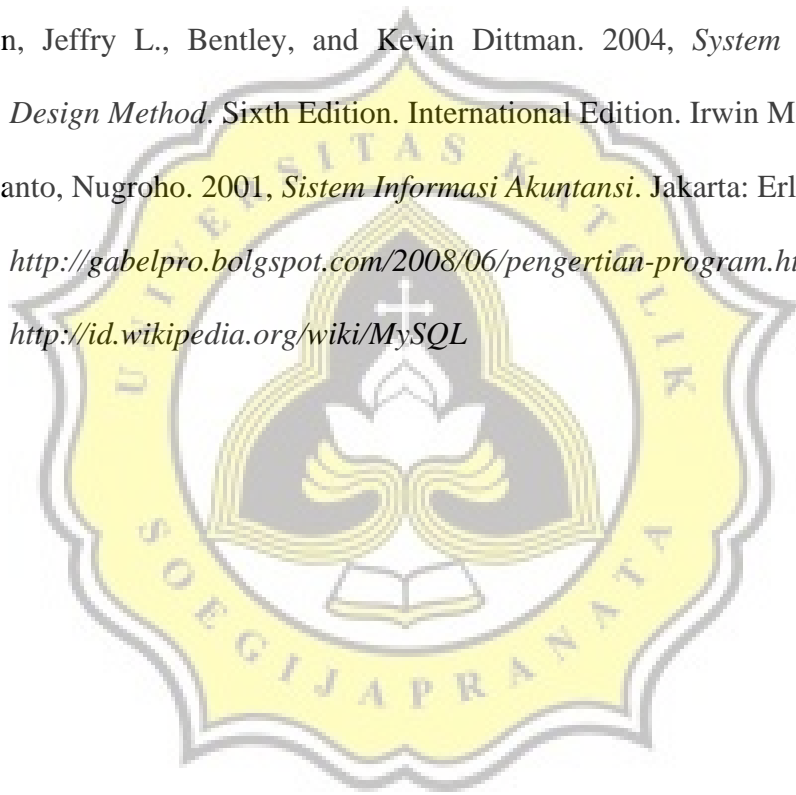 n, Jeffry L., Bentley, and Kevin Dittman. 2004, System
Design Method. Sixth Edition. International Edition. Irwin M
anto, Nugroho. 2001, Sistem Informasi Akuntansi. Jakarta: Erl
http://gabelpro.bolgspot.com/2008/06/pengertian-program.ht
http://id.wikipedia.org/wiki/MySQL
UNIVERSITAS KATOLIK
SOEGIJAPRANATA